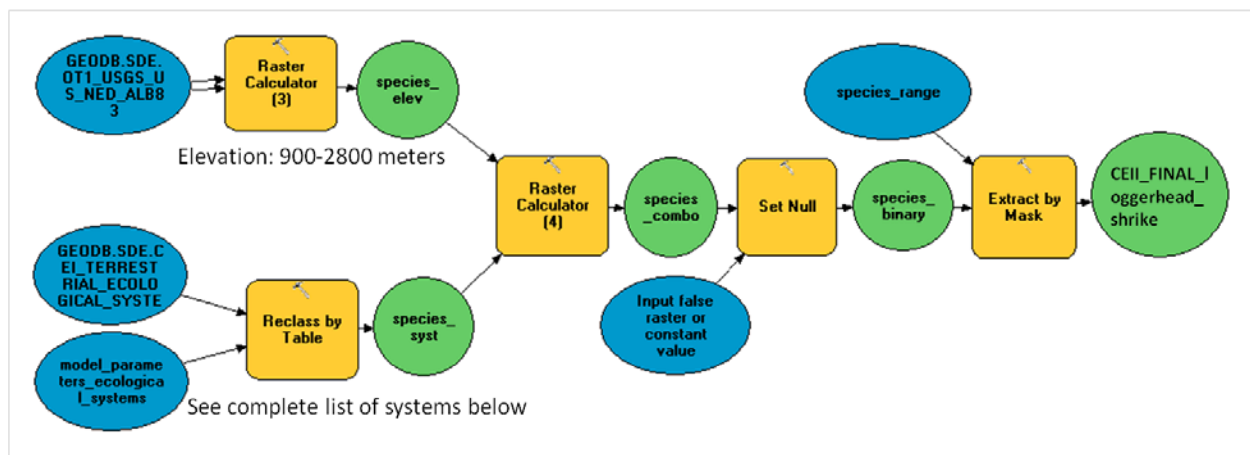 GEODB.SDE.
OT1_USGS_U
S_NED_ALB8
3
Raster
Calculator
(3)
species_
elev
Elevation: 900-2800 meters
species_range
Raster
Calculator
(4)
species
_combo
Set Null
species_
binary
Extract by
Mask
CEII_FINAL_l
oggerhead_
shrike
GEODB.SDE.C
EI_TERREST
RIAL_ECOLO
GICAL_SYSTE
Reclass by
Table
species_
syst
Input false
raster or
constant
value
model_parame
ters_ecologica
l_systems
See complete list of systems below